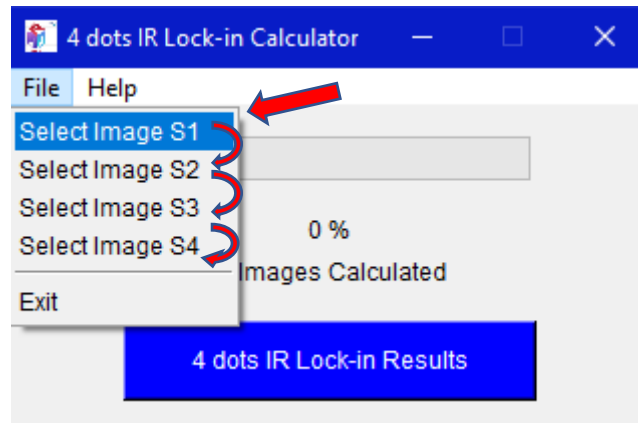 4 dots IR Lock-in Calculator
File Help
Select Image S1
Select Image S2
Select Image S3
Select Image S4
Exit
0 %
Images Calculated
4 dots IR Lock-in Results